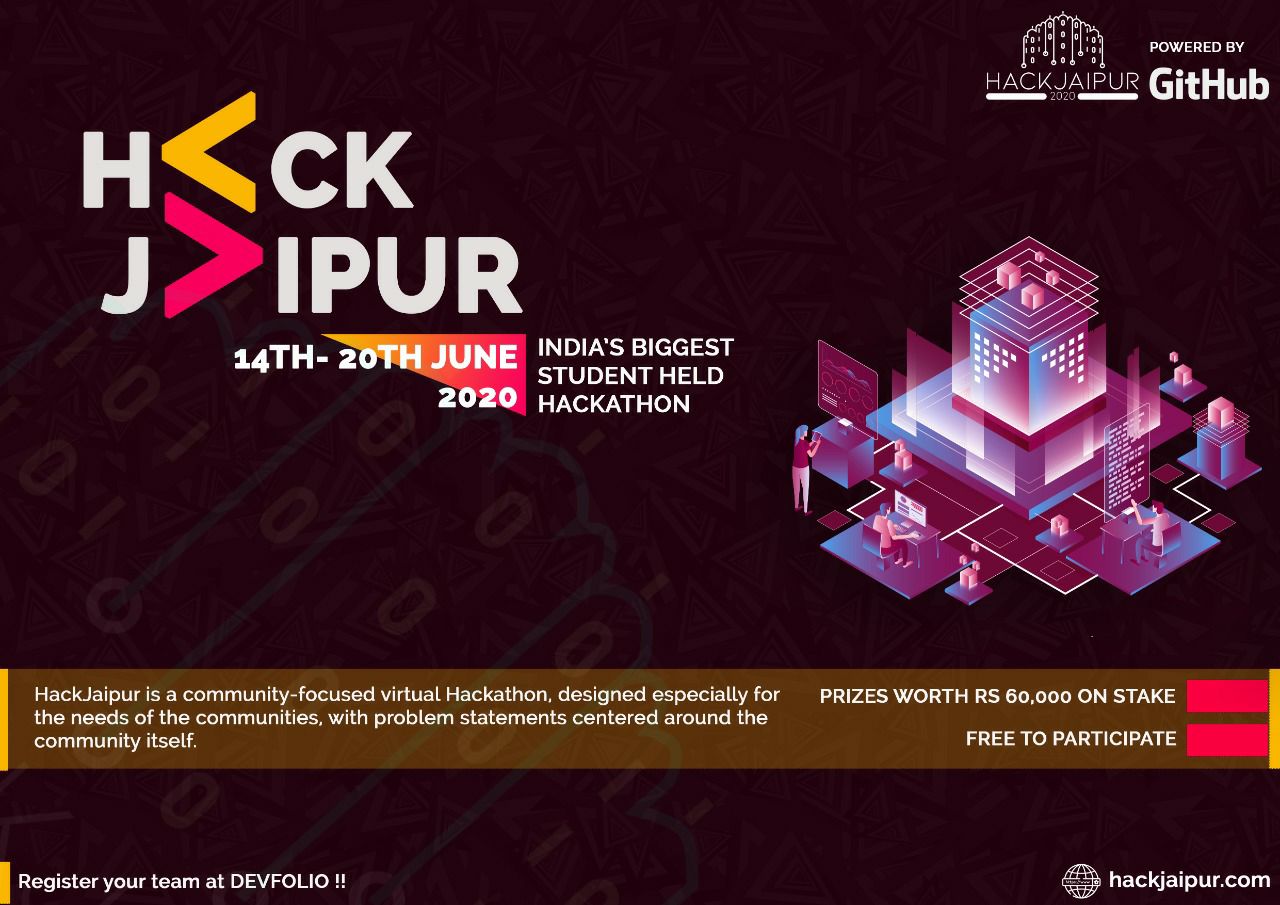 HACKJAIPUR
2020
POWERED BY
GitHub
H<CK
J>IPUR
14TH- 20TH JUNE
2020
INDIA'S BIGGEST
STUDENT HELD
HACKATHON
HackJaipur is a community-focused virtual Hackathon, designed especially for
the needs of the communities, with problem statements centered around the
community itself.
PRIZES WORTH RS 60,000 ON STAKE
FREE TO PARTICIPATE
Register your team at DEVFOLIO !!
hackjaipur.com